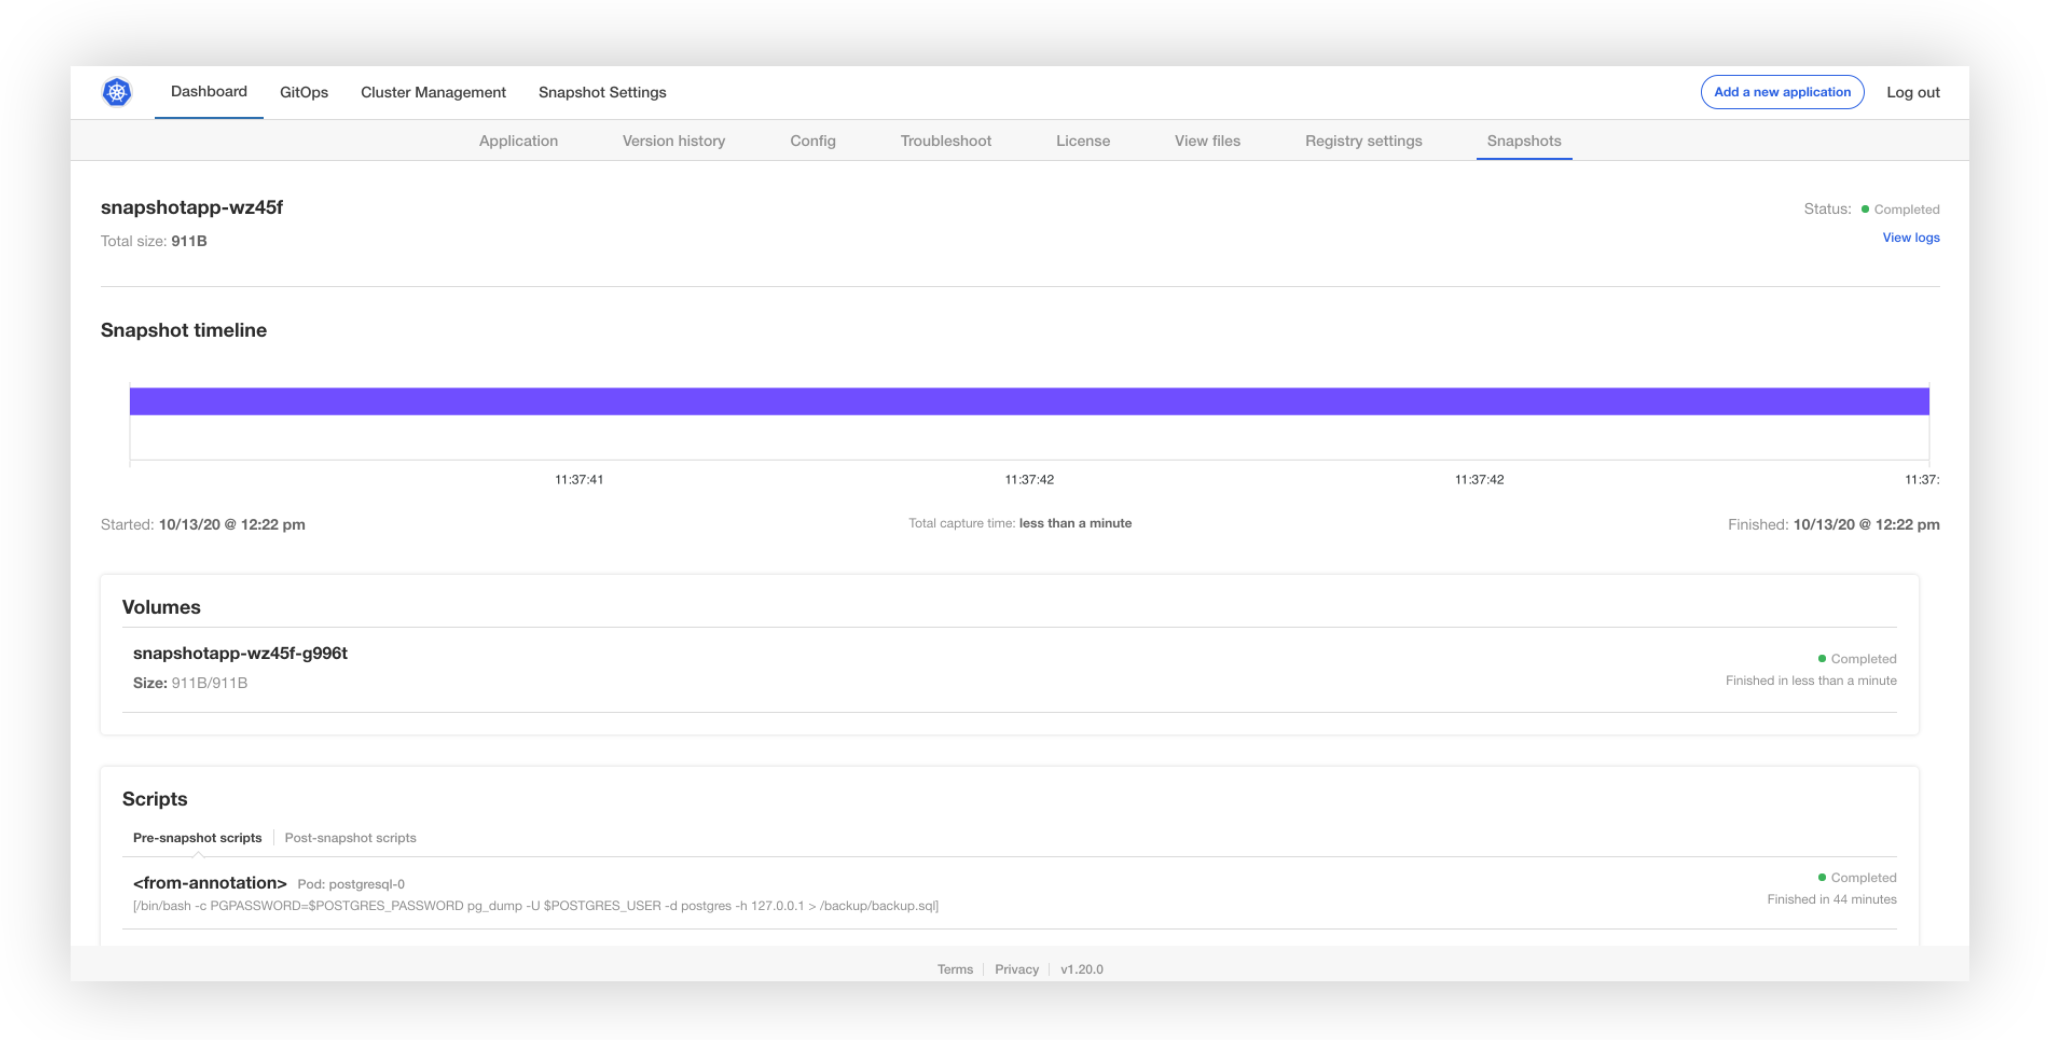 Dashboard GitOps Cluster Management Snapshot Settings Add a new application Log out
Application Version history Config Troubleshoot License View files Registry settings Snapshots
snapshotapp-wz45f
Status: Completed
Total size: 911B
View logs
Snapshot timeline
11:37:41 11:37:42 11:37:42 11:37:
Started: 10/13/20 @ 12:22 pm Total capture time: less than a minute Finished: 10/13/20 @ 12:22 pm
Volumes
snapshotapp-wz45f-g996t
Completed
Size: 911B/911B
Finished in less than a minute
Scripts
Pre-snapshot scripts Post-snapshot scripts
<from-annotation> Pod: postgresql-0
Completed
[/bin/bash -c PGPASSWORD=$POSTGRES_PASSWORD pg_dump -U $POSTGRES_USER -d postgres -h 127.0.0.1 > /backup/backup.sql]
Finished in 44 minutes
Terms Privacy v1.20.0